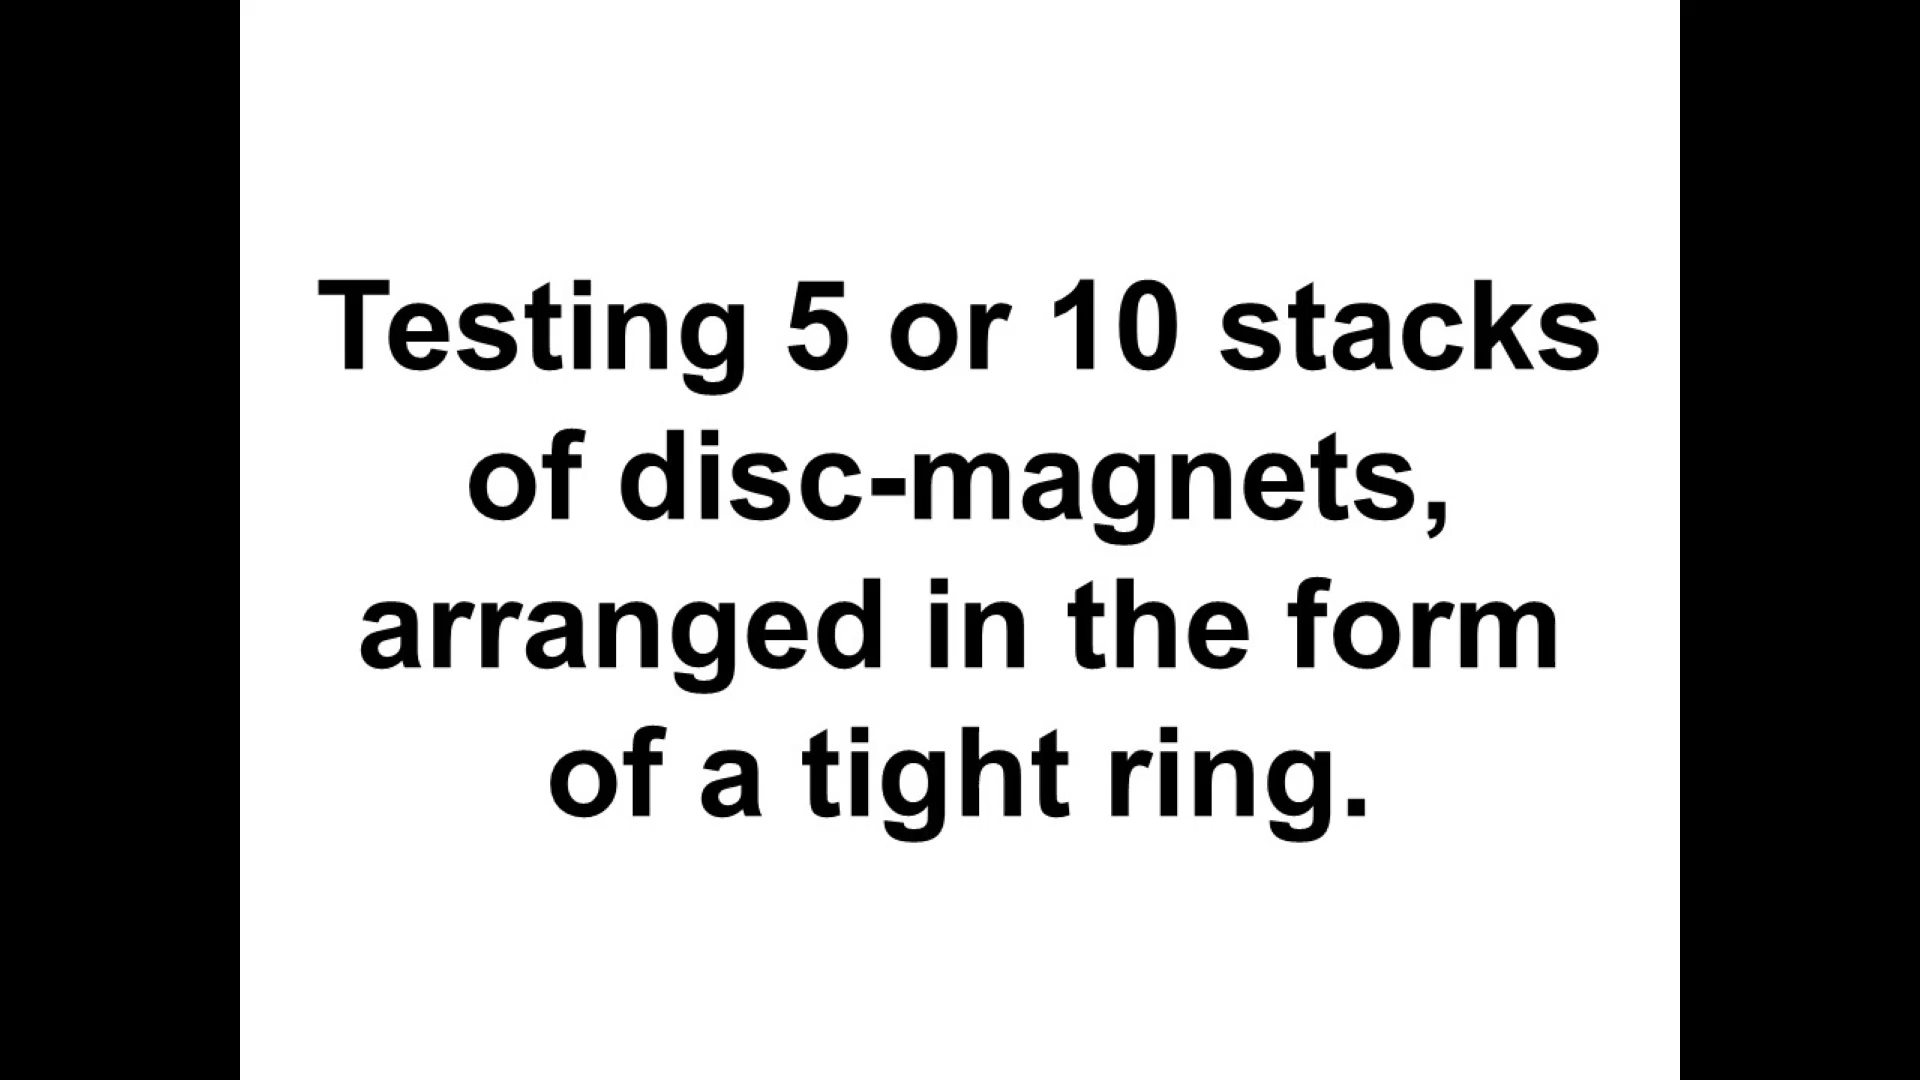 Testing 5 or 10 stacks
of disc-magnets,
arranged in the form
of a tight ring.